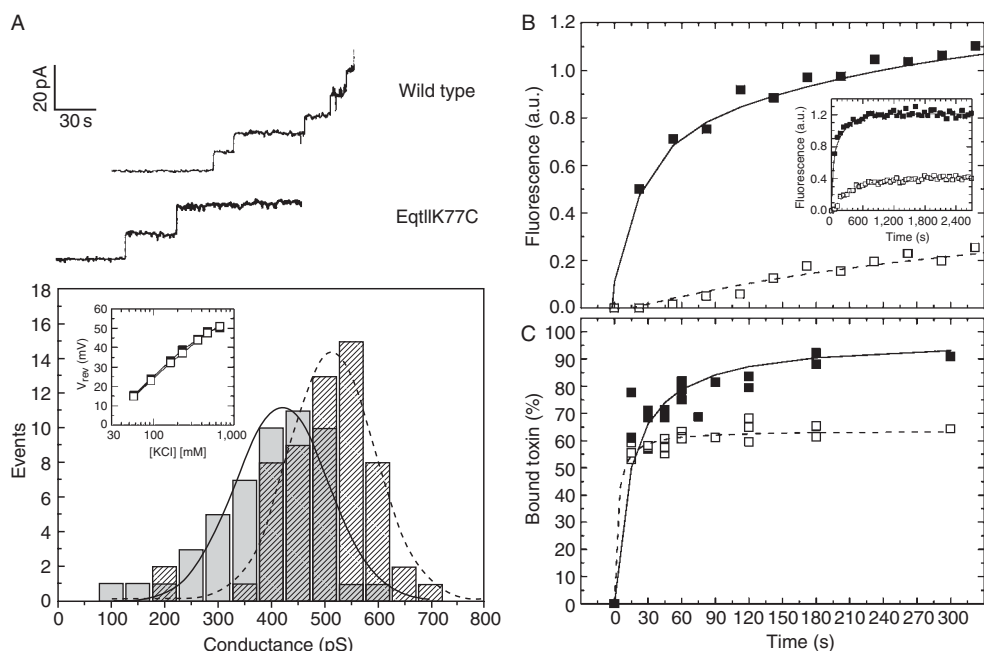 A
20 pA
30 s
Wild type
EqtIIK77C
18
16
14
12
10
8
6
4
2
0
Events
0 100 200 300 400 500 600 700 800
Conductance (pS)
60
50
40
30
20
10
0
Vrev (mV)
30 100 1,000
[KCl] [mM]
B
1.2
1.0
0.8
0.6
0.4
0.2
0.0
Fluorescence (a.u.)
1.2
0.8
0.4
0.0
Fluorescence (a.u.)
0 600 1,200 1,800 2,400
Time (s)
C
100
90
80
70
60
50
40
30
20
10
0
Bound toxin (%)
0 30 60 90 120 150 180 210 240 270 300
Time (s)